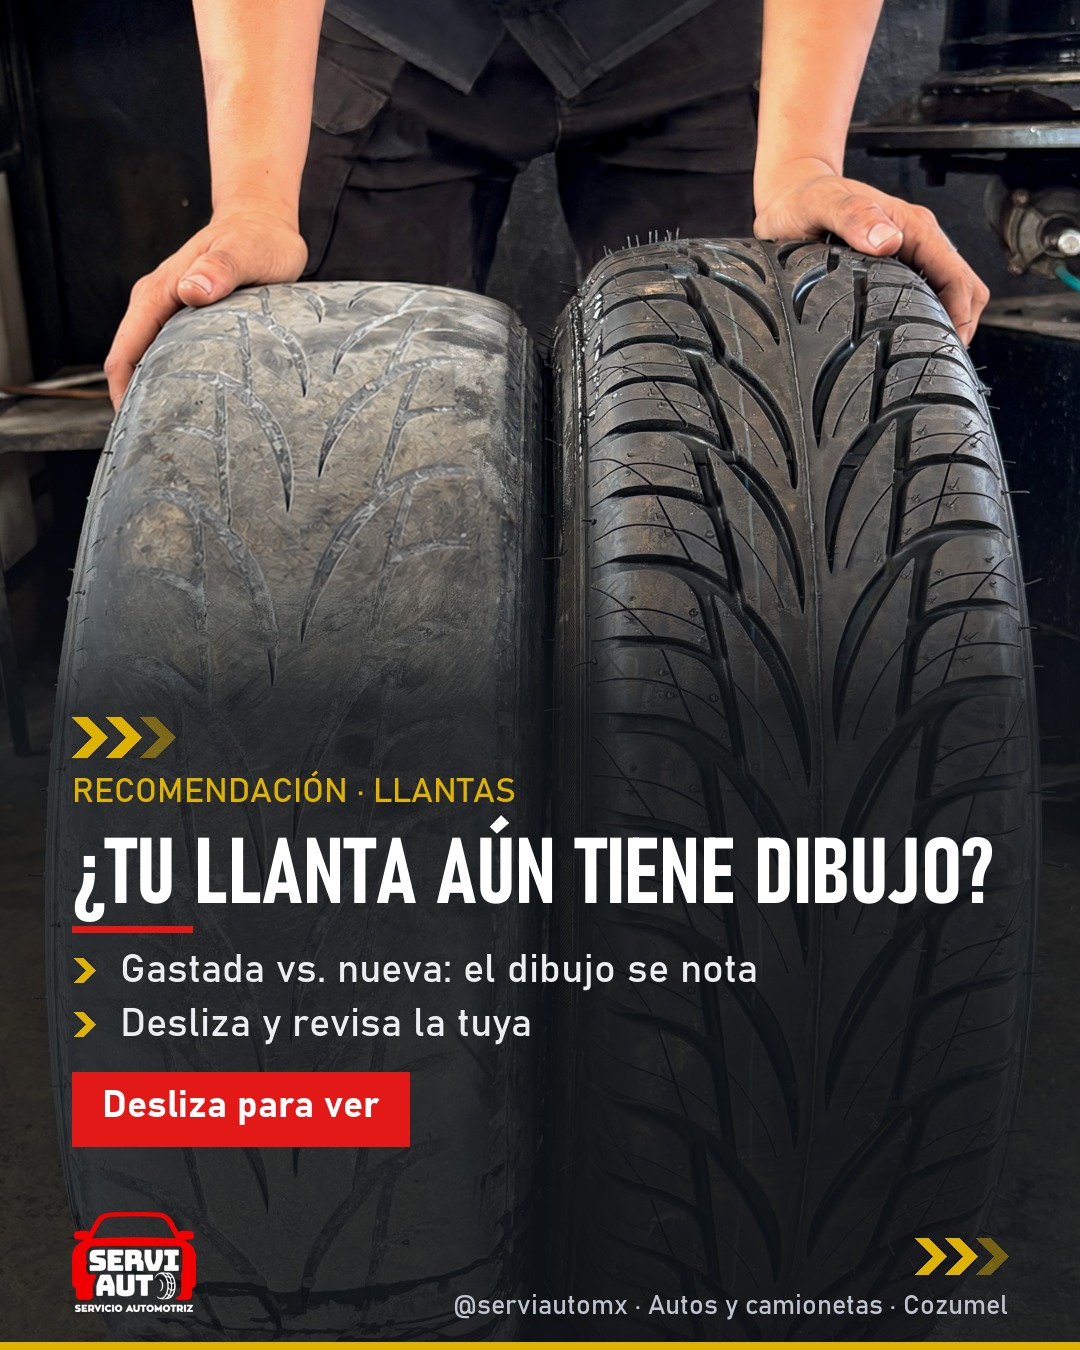 RECOMENDACIÓN · LLANTAS
¿TU LLANTA AÚN TIENE DIBUJO?
Gastada vs. nueva: el dibujo se nota
Desliza y revisa la tuya
Desliza para ver
SERVI
AUTO
SERVICIO AUTOMOTRIZ
@serviautomx · Autos y camionetas · Cozumel